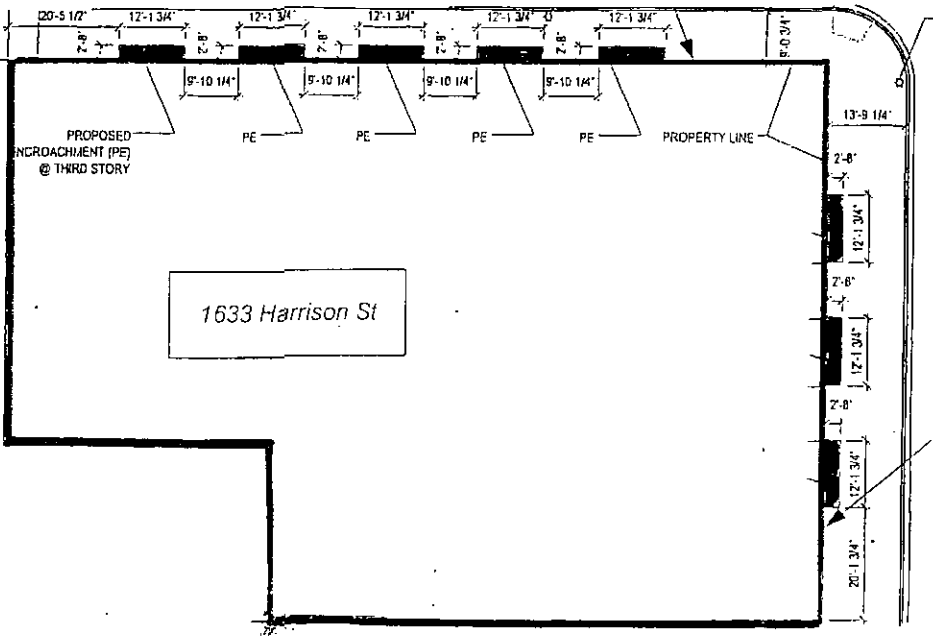 20'-5 1/2" 12'-1 3/4" 12'-1 3/4" 12'-1 3/4" 12'-1 3/4" 12'-1 3/4"
2'-8" 2'-8" 2'-8" 2'-8" 2'-8" 9'-0 3/4"
9'-10 1/4" 9'-10 1/4" 9'-10 1/4" 9'-10 1/4"
13'-9 1/4"
PROPOSED PE PE PE PE PROPERTY LINE
NCROACHMENT (PE)
@ THIRD STORY
2'-8"
12'-1 3/4"
2'-8"
1633 Harrison St
12'-1 3/4"
2'-8"
12'-1 3/4"
20'-1 3/4"